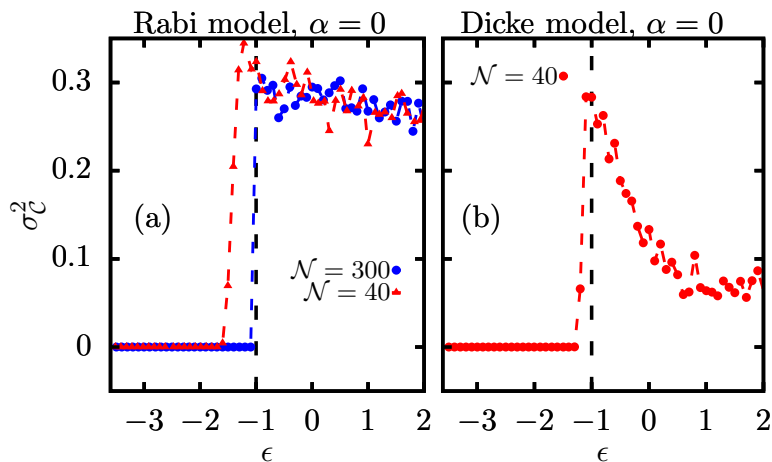 Rabi model, α = 0
Dicke model, α = 0
σ²_C
0.3
0.2
0.1
0
(a)
N = 300
N = 40
−3 −2 −1 0 1 2
ϵ
N = 40
(b)
−3 −2 −1 0 1 2
ϵ